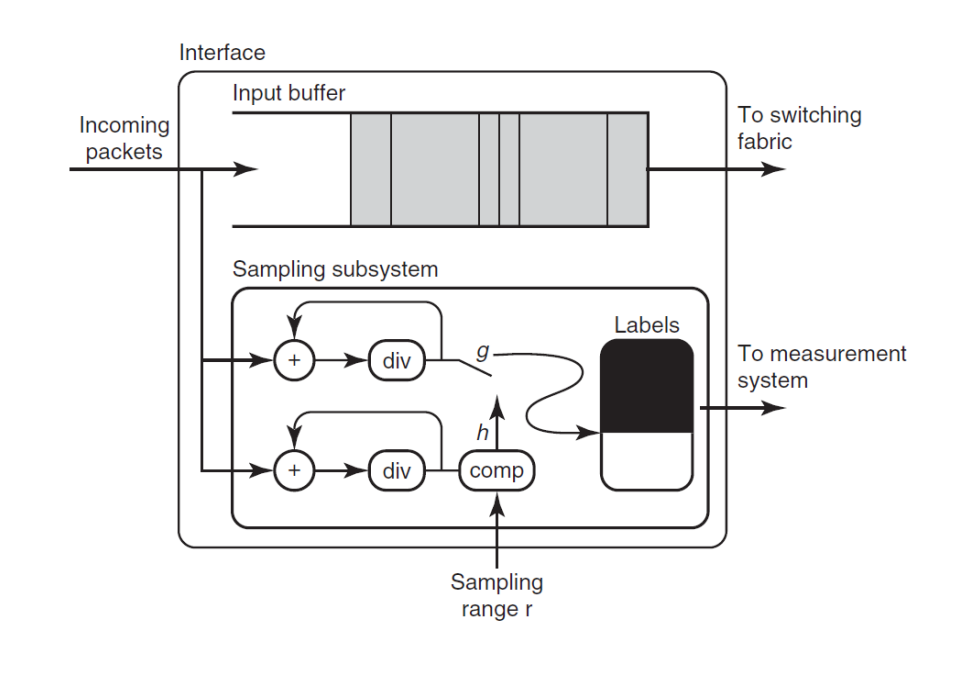 Interface
Input buffer
Incoming
packets
To switching
fabric
Sampling subsystem
Labels
+
div
g
To measurement
system
h
+
div
comp
Sampling
range r